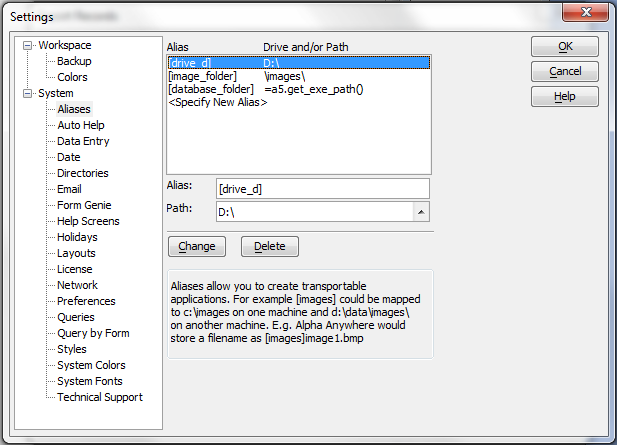 Settings
Workspace
Backup
Colors
System
Aliases
Auto Help
Data Entry
Date
Directories
Email
Form Genie
Help Screens
Holidays
Layouts
License
Network
Preferences
Queries
Query by Form
Styles
System Colors
System Fonts
Technical Support
Alias Drive and/or Path
[drive_d] D:\
[image_folder] \images\
[database_folder] =a5.get_exe_path()
<Specify New Alias>
Alias: [drive_d]
Path: D:\
Change Delete
Aliases allow you to create transportable
applications. For example [images] could be mapped
to c:\images on one machine and d:\data\images\
on another machine. E.g. Alpha Anywhere would
store a filename as [images]image1.bmp
OK
Cancel
Help